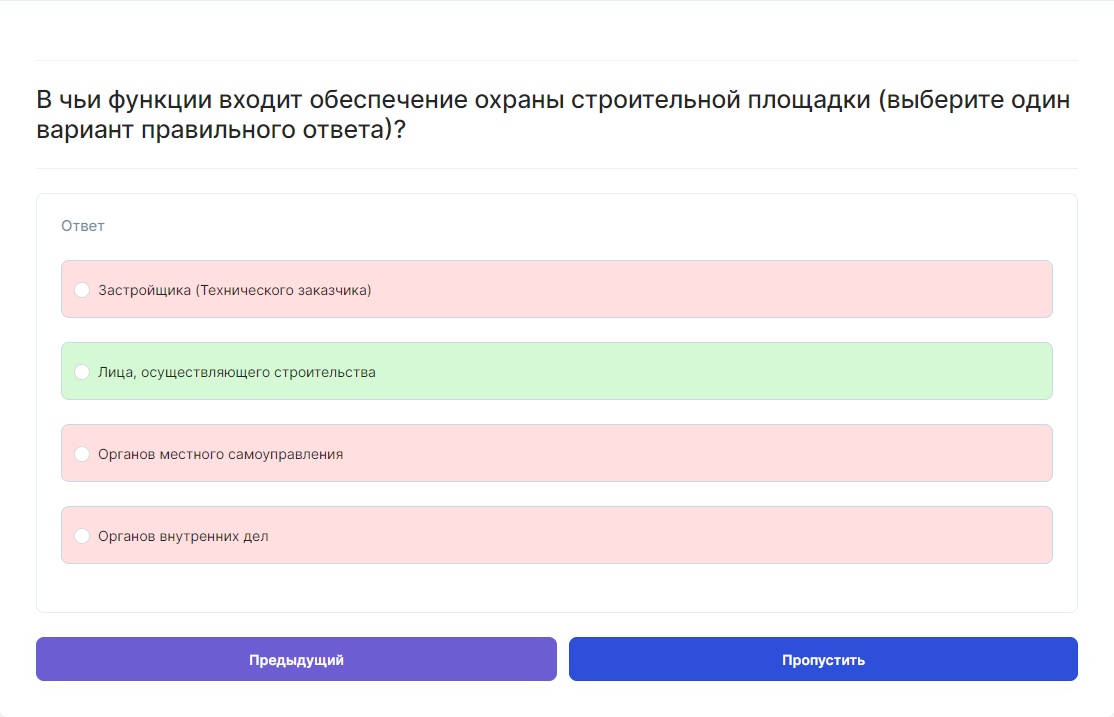 В чьи функции входит обеспечение охраны строительной площадки (выберите один
вариант правильного ответа)?
Ответ
Застройщика (Технического заказчика)
Лица, осуществляющего строительства
Органов местного самоуправления
Органов внутренних дел
Предыдущий
Пропустить